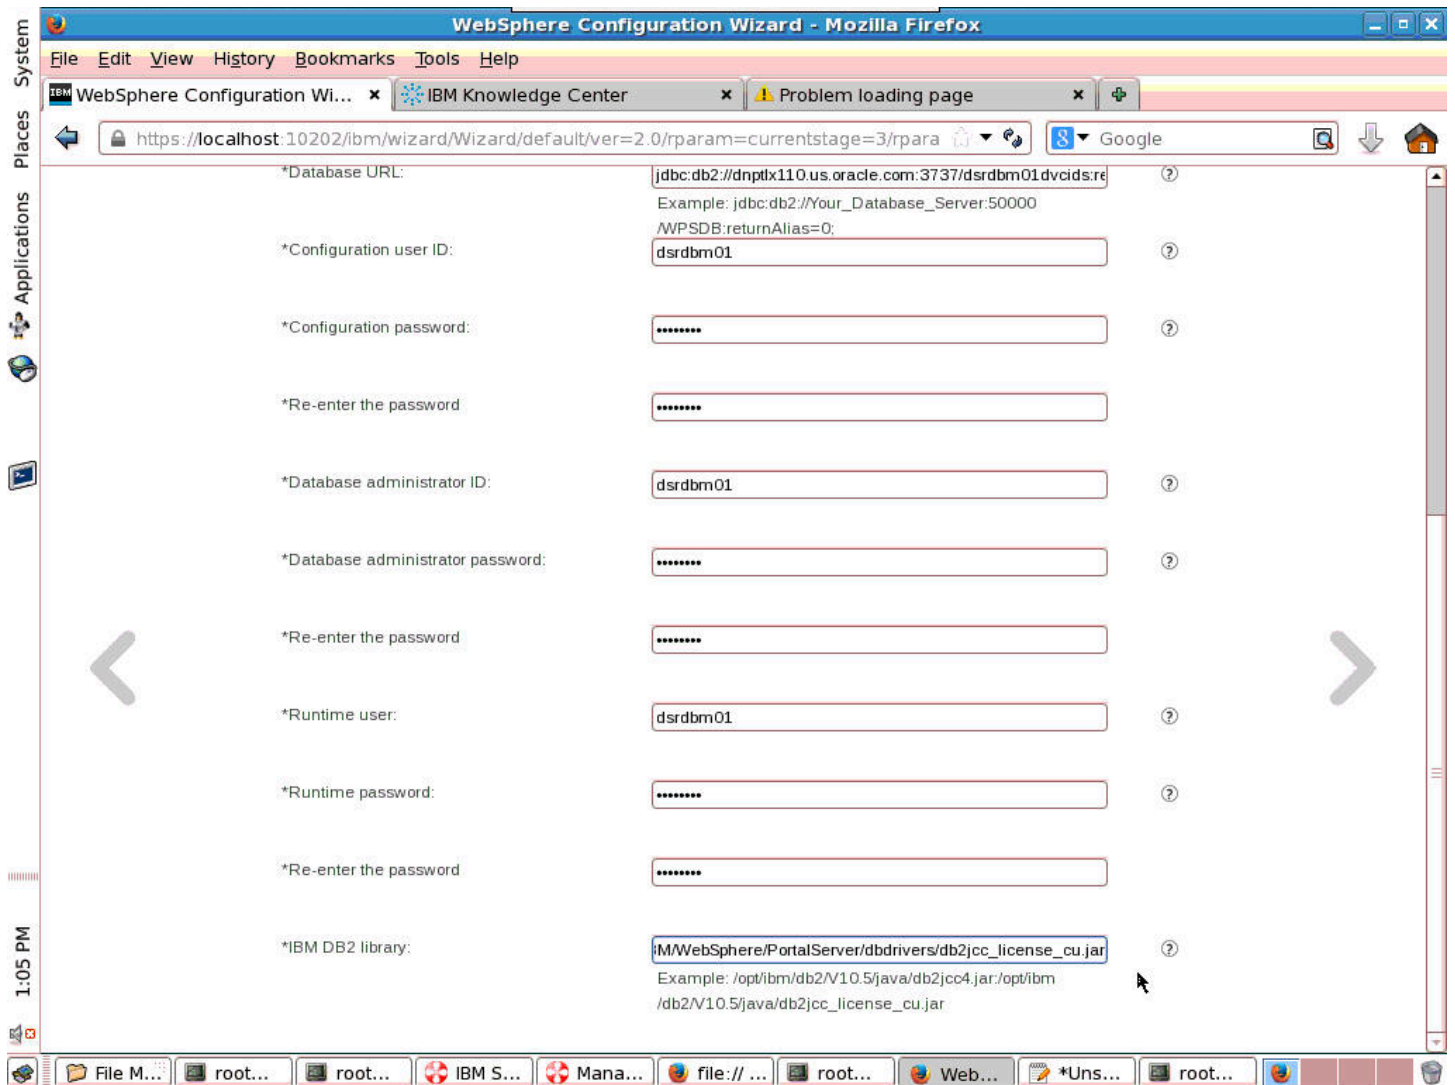 WebSphere Configuration Wizard - Mozilla Firefox
File Edit View History Bookmarks Tools Help
IBM WebSphere Configuration Wi... IBM Knowledge Center Problem loading page
https://localhost:10202/ibm/wizard/Wizard/default/ver=2.0/rparam=currentstage=3/rpara Google
System
Places
Applications
*Database URL: jdbc:db2://dnptlx110.us.oracle.com:3737/dsrdbm01dvcids:re
Example: jdbc:db2://Your_Database_Server:50000
/WPSDB:returnAlias=0;
*Configuration user ID: dsrdbm01
*Configuration password: ••••••••
*Re-enter the password ••••••••
*Database administrator ID: dsrdbm01
*Database administrator password: ••••••••
*Re-enter the password ••••••••
*Runtime user: dsrdbm01
*Runtime password: ••••••••
*Re-enter the password ••••••••
*IBM DB2 library: M/WebSphere/PortalServer/dbdrivers/db2jcc_license_cu.jar
Example: /opt/ibm/db2/V10.5/java/db2jcc4.jar:/opt/ibm
/db2/V10.5/java/db2jcc_license_cu.jar
1:05 PM
File M... root... root... IBM S... Mana... file:// ... root... Web... *Uns... root...